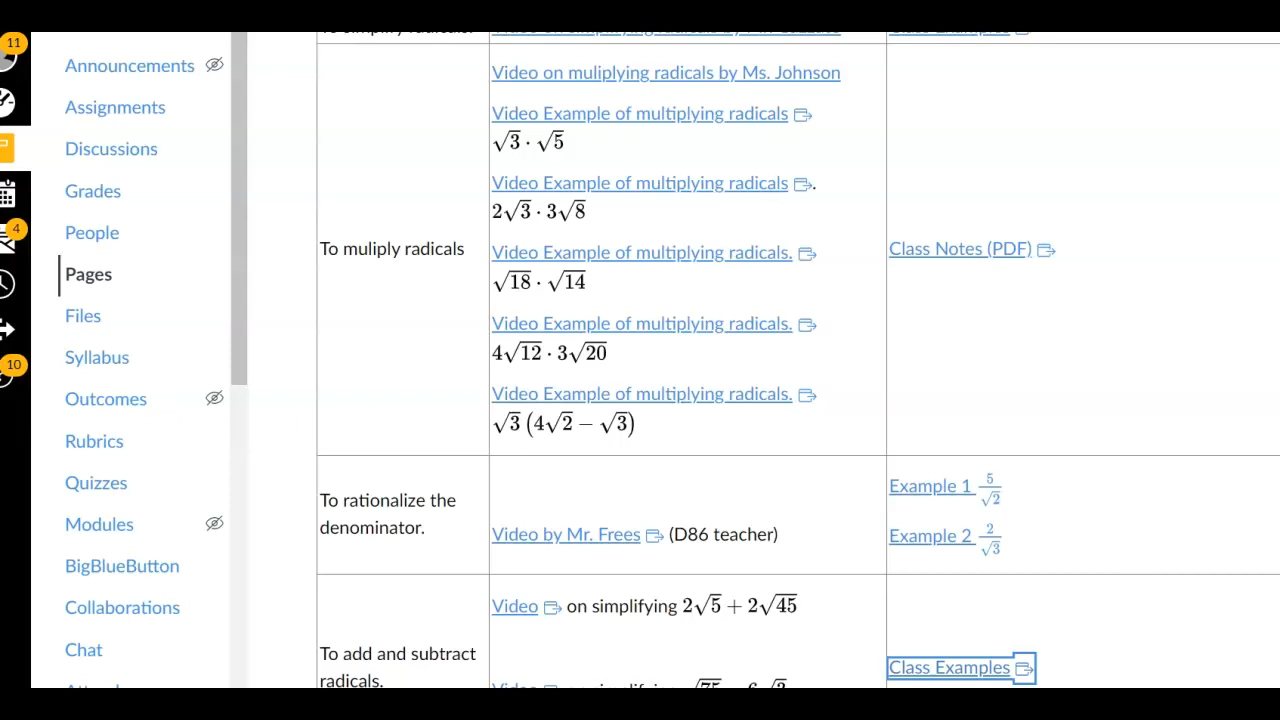 11
4
10
Announcements
Assignments
Discussions
Grades
People
Pages
Files
Syllabus
Outcomes
Rubrics
Quizzes
Modules
BigBlueButton
Collaborations
Chat
To muliply radicals
Video on muliplying radicals by Ms. Johnson
Video Example of multiplying radicals
√3 · √5
Video Example of multiplying radicals .
2√3 · 3√8
Video Example of multiplying radicals.
√18 · √14
Video Example of multiplying radicals.
4√12 · 3√20
Video Example of multiplying radicals.
√3 (4√2 − √3)
Class Notes (PDF)
To rationalize the
denominator.
Video by Mr. Frees (D86 teacher)
Example 1 5/√2
Example 2 2/√3
To add and subtract
radicals.
Video on simplifying 2√5 + 2√45
Class Examples